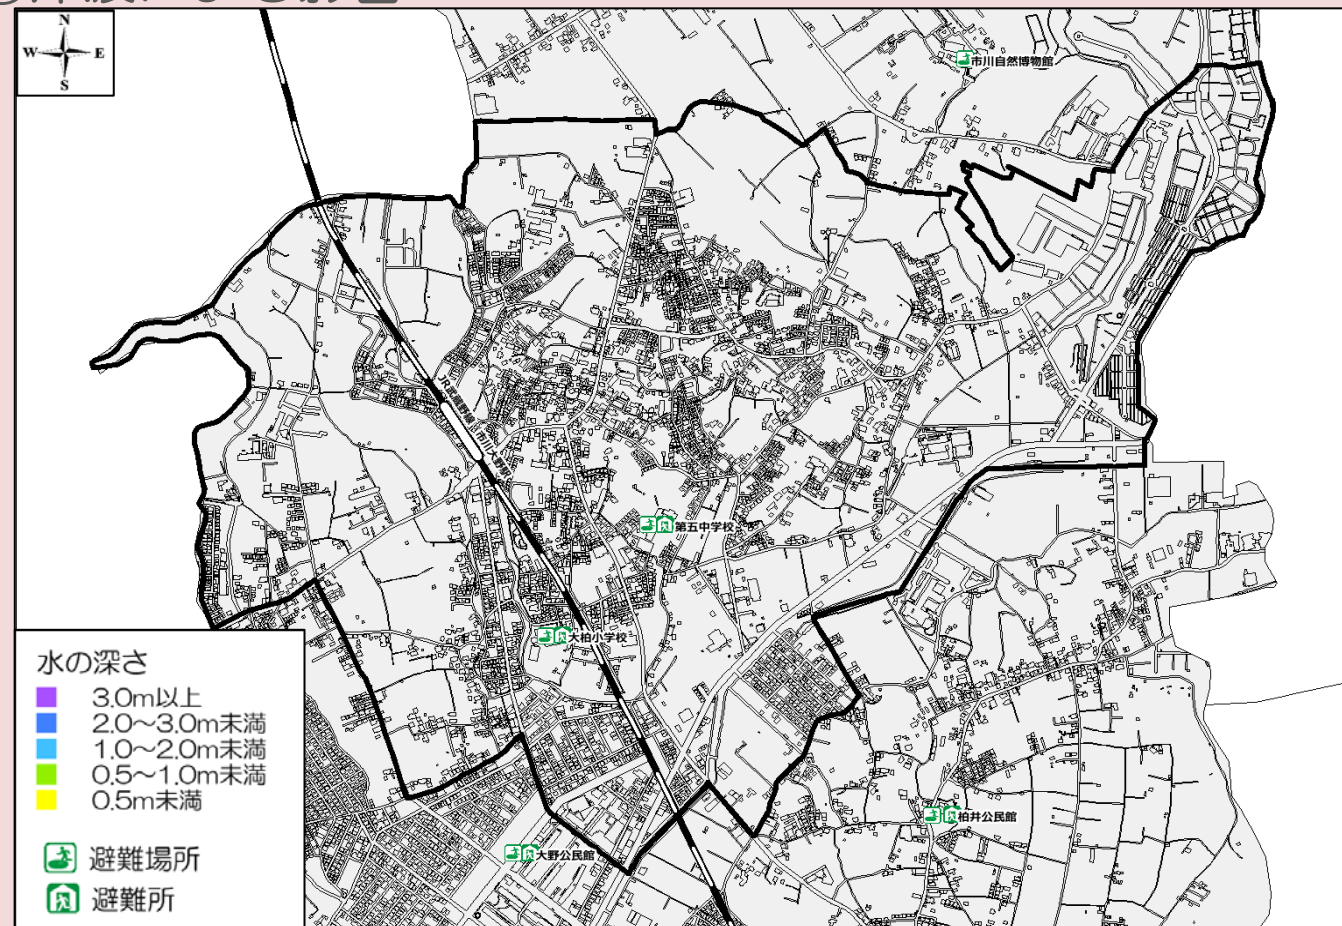 N
W E
S
市川自然博物館
JR武蔵野線 市川大野駅
第五中学校
大柏小学校
柏井公民館
大野公民館
水の深さ
3.0m以上
2.0～3.0m未満
1.0～2.0m未満
0.5～1.0m未満
0.5m未満
避難場所
避難所